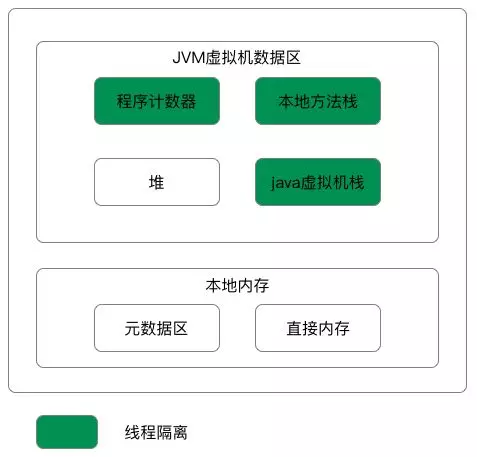 JVM虚拟机数据区
程序计数器
本地方法栈
堆
java虚拟机栈
本地内存
元数据区
直接内存
线程隔离